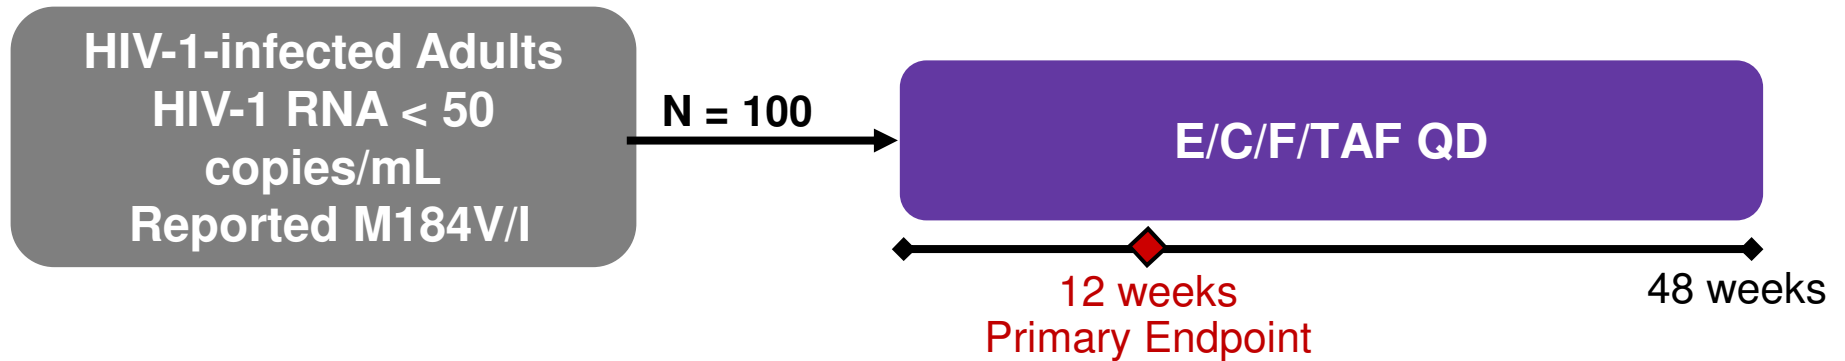 HIV-1-infected Adults
HIV-1 RNA < 50
copies/mL
Reported M184V/I
N = 100
E/C/F/TAF QD
12 weeks
Primary Endpoint
48 weeks